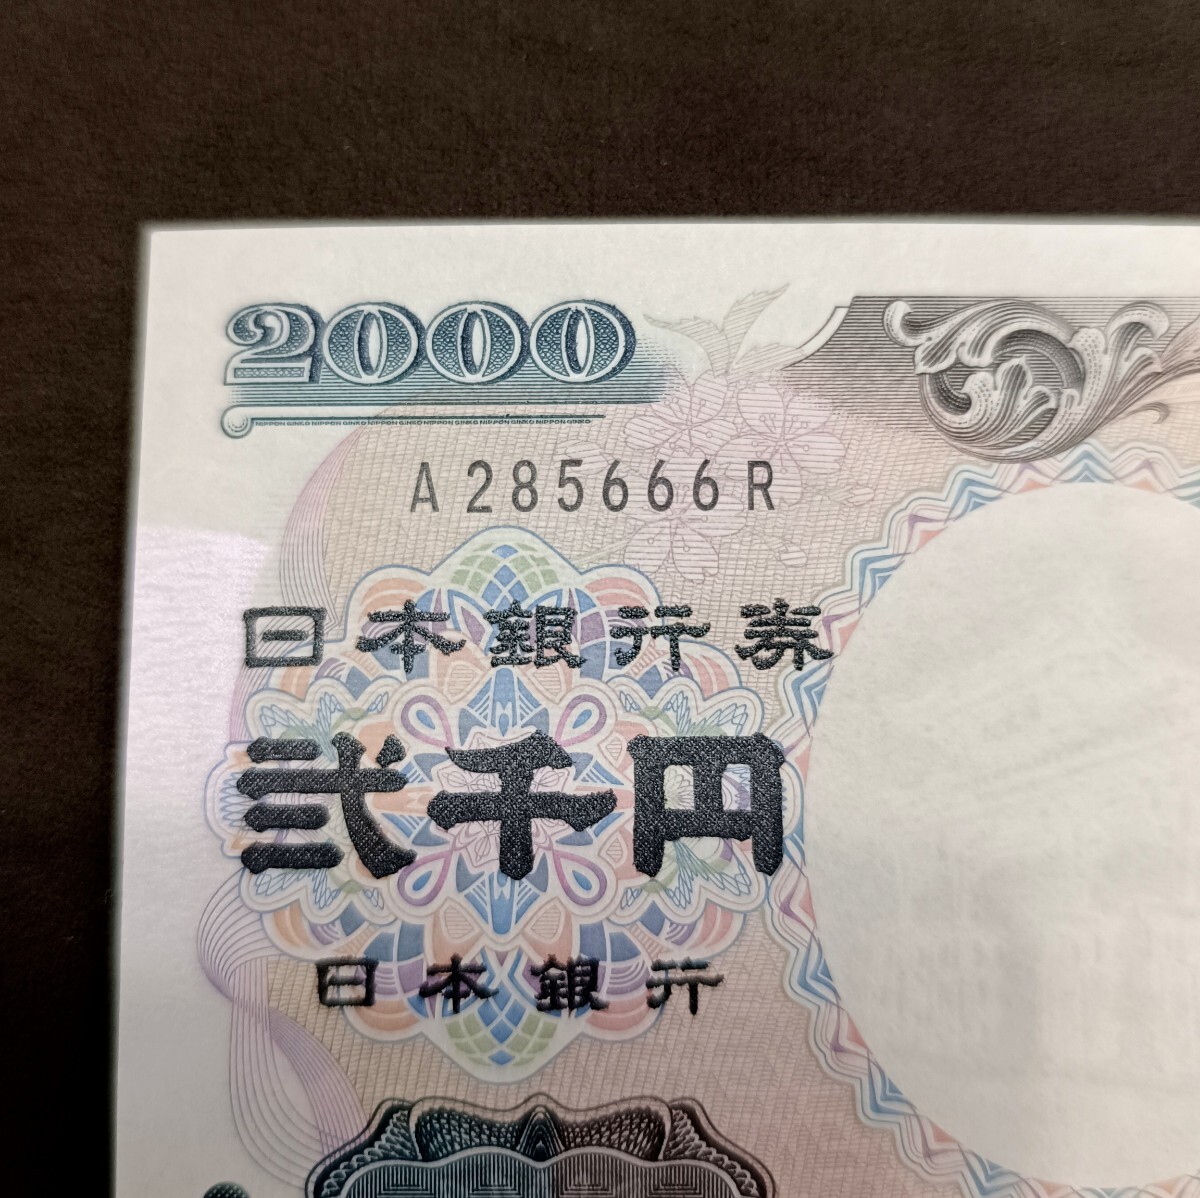 2000
NIPPON GINKO NIPPON GINKO NIPPON GINKO NIPPON GINKO NIPPON GINKO NIPPON GINKO
A285666R
日本銀行券
弐千円
日本銀行